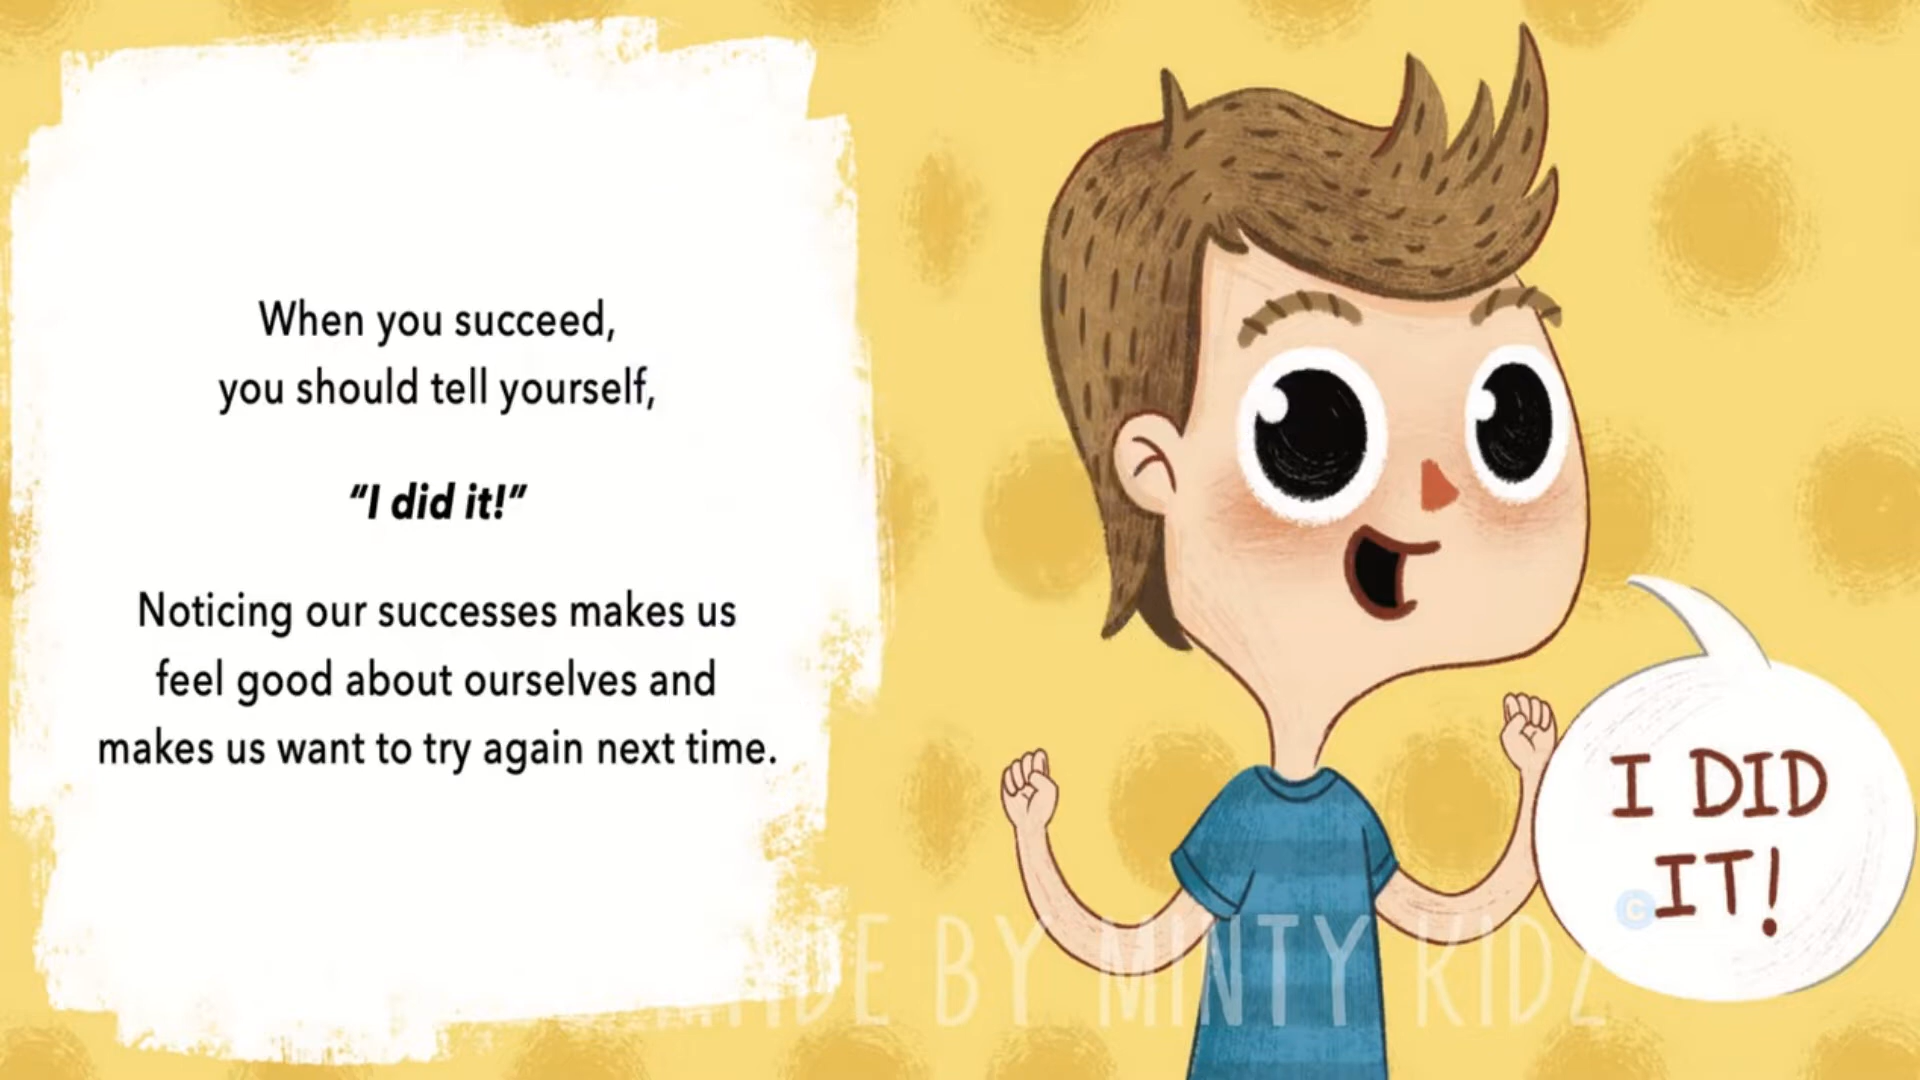 When you succeed,
you should tell yourself,
“I did it!”
Noticing our successes makes us
feel good about ourselves and
makes us want to try again next time.
I DID
IT!
MADE BY MINTY KIDZ
C